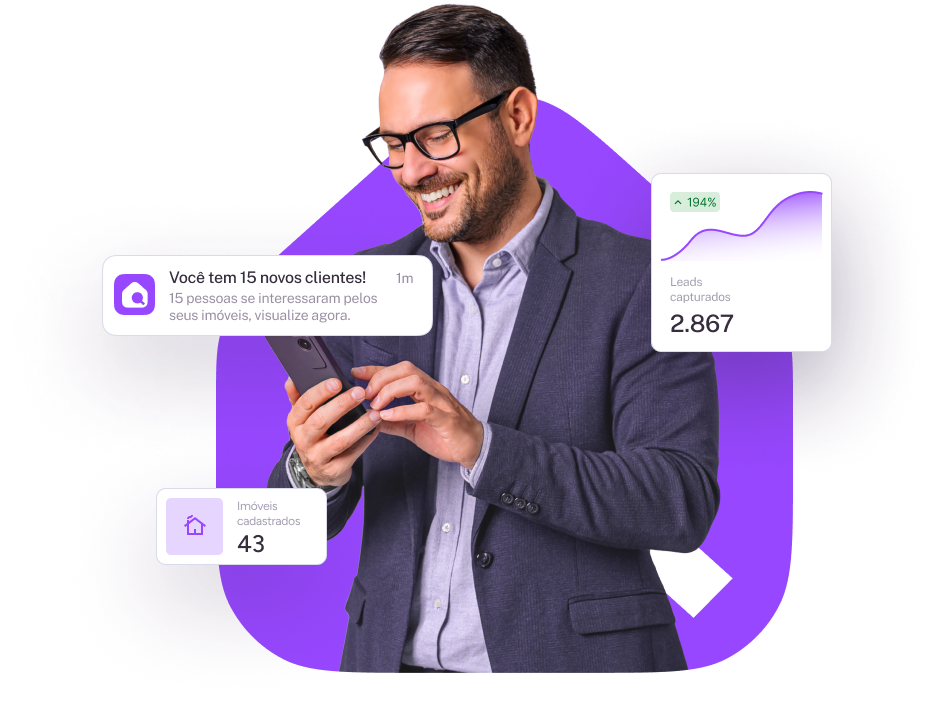 194%
Leads
capturados
2.867
Você tem 15 novos clientes! 1m
15 pessoas se interessaram pelos
seus imóveis, visualize agora.
Imóveis
cadastrados
43